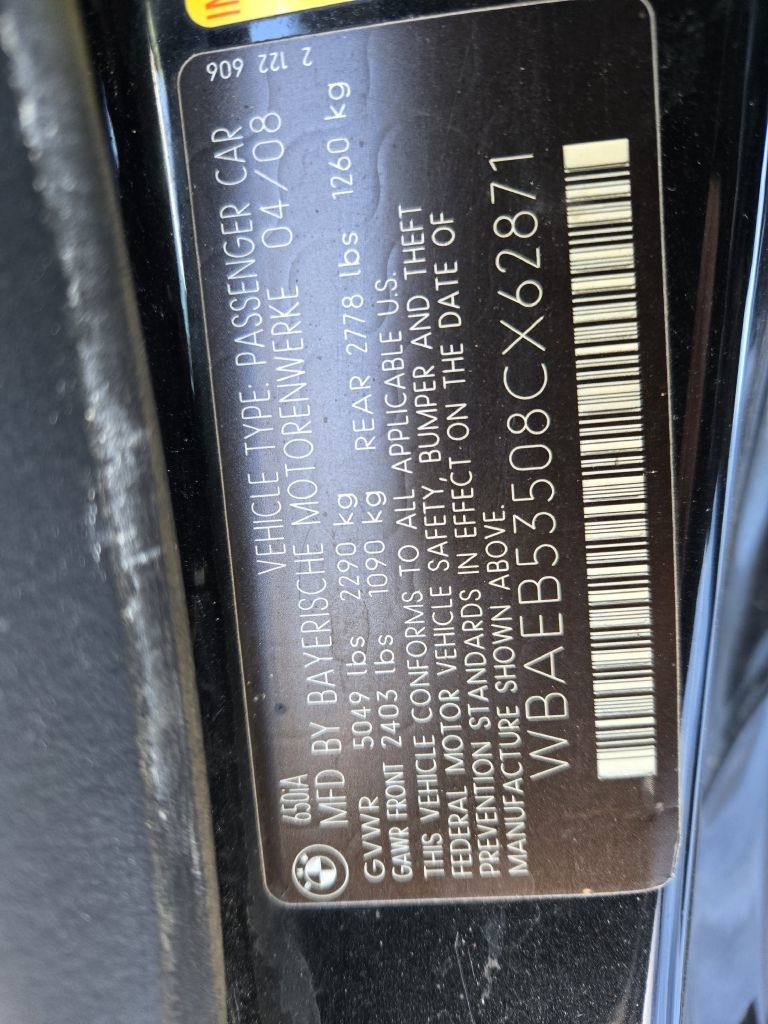 2 122 606
650iA VEHICLE TYPE: PASSENGER CAR
MFD BY BAYERISCHE MOTORENWERKE 04/08
GVWR 5049 lbs 2290 kg
GAWR FRONT 2403 lbs 1090 kg REAR 2778 lbs 1260 kg
THIS VEHICLE CONFORMS TO ALL APPLICABLE U.S.
FEDERAL MOTOR VEHICLE SAFETY, BUMPER AND THEFT
PREVENTION STANDARDS IN EFFECT ON THE DATE OF
MANUFACTURE SHOWN ABOVE.
WBAEB53508CX62871